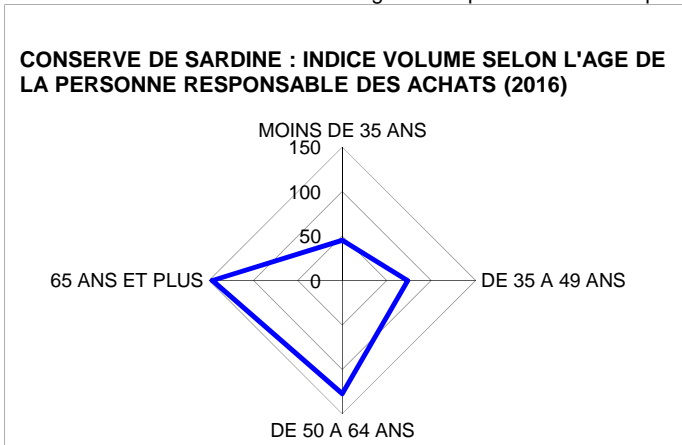 CONSERVE DE SARDINE : INDICE VOLUME SELON L'AGE DE
LA PERSONNE RESPONSABLE DES ACHATS (2016)
MOINS DE 35 ANS
150
100
50
0
65 ANS ET PLUS
DE 35 A 49 ANS
DE 50 A 64 ANS